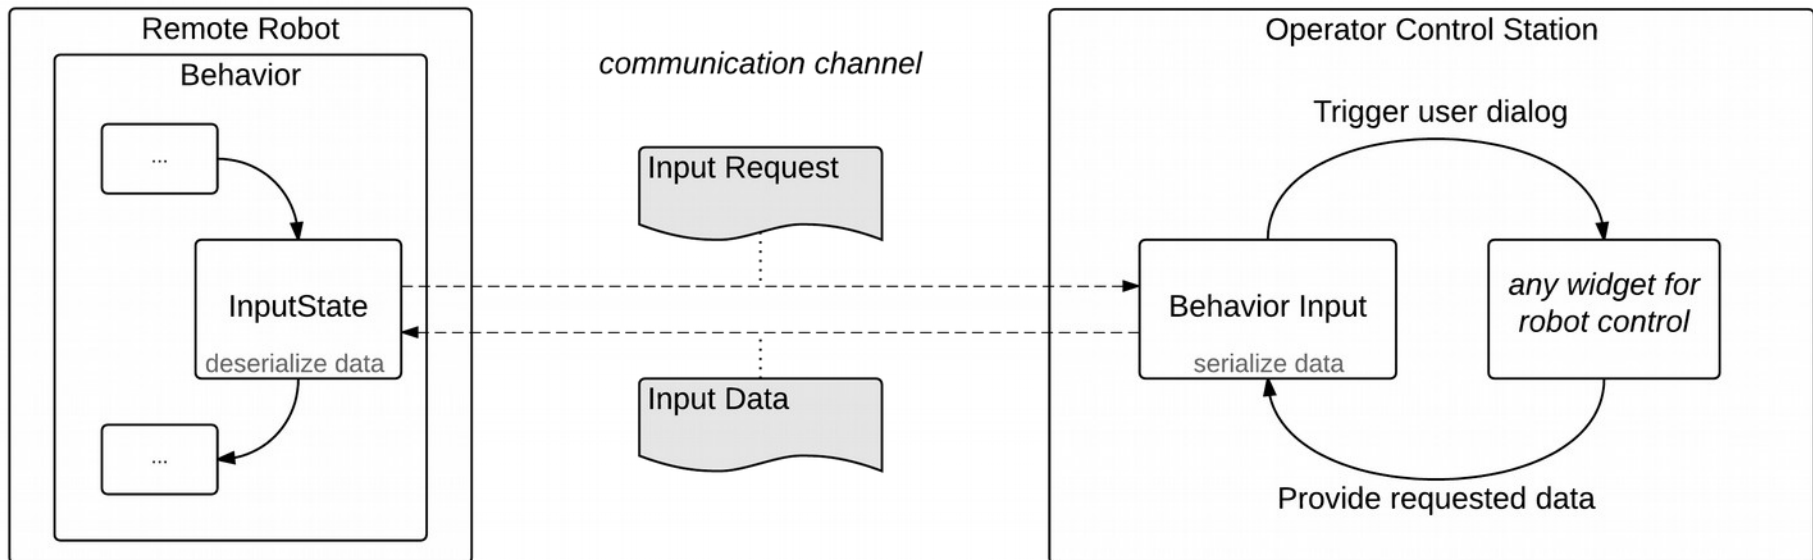 Remote Robot
Behavior
...
InputState
deserialize data
...
communication channel
Input Request
Input Data
Operator Control Station
Trigger user dialog
Behavior Input
serialize data
any widget for
robot control
Provide requested data